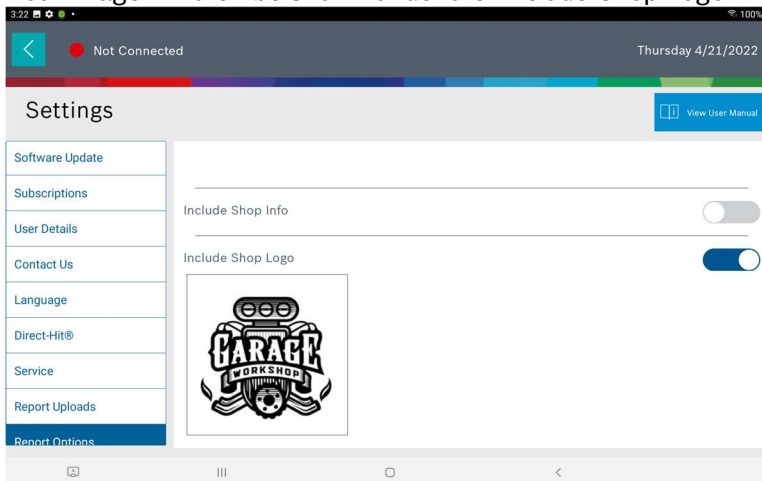 3:22
100%
Not Connected
Thursday 4/21/2022
Settings
View User Manual
Software Update
Subscriptions
User Details
Contact Us
Language
Direct-Hit®
Service
Report Uploads
Report Options
Include Shop Info
Include Shop Logo
GARAGE
WORKSHOP